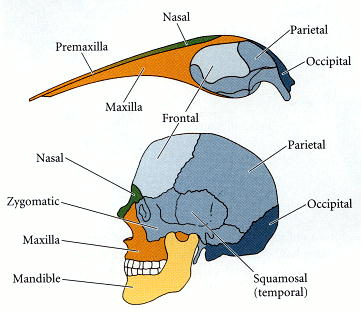 Nasal
Parietal
Premaxilla
Occipital
Maxilla
Frontal
Parietal
Nasal
Zygomatic
Occipital
Maxilla
Mandible
Squamosal
(temporal)